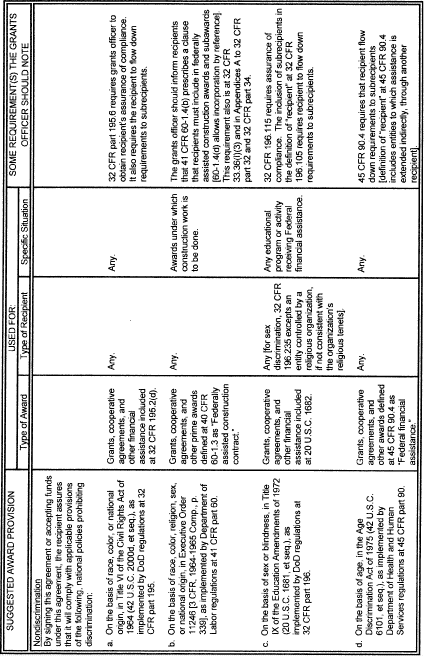 SUGGESTED AWARD PROVISION
USED FOR:
SOME REQUIREMENT(S) THE GRANTS
OFFICER SHOULD NOTE
Type of Award
Type of Recipient
Specific Situation
Nondiscrimination
By signing this agreement or accepting funds
under this agreement, the recipient assures
that it will comply with applicable provisions
of the following, national policies prohibiting
discrimination:
a. On the basis of race, color, or national
origin, in Title VI of the Civil Rights Act of
1964 (42 U.S.C. 2000d, et seq.), as
implemented by DoD regulations at 32
CFR part 195.
Grants, cooperative
agreements, and
other financial
assistance included
at 32 CFR 195.2(d).
Any.
Any.
32 CFR part 195.6 requires grants officer to
obtain recipient's assurance of compliance.
It also requires the recipient to flow down
requirements to subrecipients.
b. On the basis of race, color, religion, sex,
or national origin, in Executive Order
11246 [3 CFR, 1964-1965 Comp., p.
339], as implemented by Department of
Labor regulations at 41 CFR part 60.
Grants, cooperative
agreements, and
other prime awards
defined at 40 CFR
60-1.3 as "Federally
assisted construction
contract."
Any.
Awards under which
construction work is
to be done.
The grants officer should inform recipients
that 41 CFR 60-1.4(b) prescribes a clause
that recipients must include in federally
assisted construction awards and subawards
[60-1.4(d) allows incorporation by reference].
This requirement also is at 32 CFR
33.36(i)(3) and in Appendices A to 32 CFR
part 32 and 32 CFR part 34.
c. On the basis of sex or blindness, in Title
IX of the Education Amendments of 1972
(20 U.S.C. 1681, et seq.), as
implemented by DoD regulations at
32 CFR part 196.
Grants, cooperative
agreements, and
other financial
assistance included
at 20 U.S.C. 1682.
Any [for sex
discrimination, 32 CFR
196.235 excepts an
entity controlled by a
religious organization,
if not consistent with
the organization's
religious tenets].
Any educational
program or activity
receiving Federal
financial assistance.
32 CFR 196.115 requires assurance of
compliance. The inclusion of subrecipients in
the definition of "recipient" at 32 CFR
196.105 requires recipient to flow down
requirements to subrecipients.
d. On the basis of age, in the Age
Discrimination Act of 1975 (42 U.S.C.
6101, et seq.), as implemented by
Department of Health and Human
Services regulations at 45 CFR part 90.
Grants, cooperative
agreements, and
other awards defined
at 45 CFR 90.4 as
"Federal financial
assistance."
Any.
Any.
45 CFR 90.4 requires that recipient flow
down requirements to subrecipients
[definition of "recipient" at 45 CFR 90.4
includes entities to which assistance is
extended indirectly, through another
recipient].